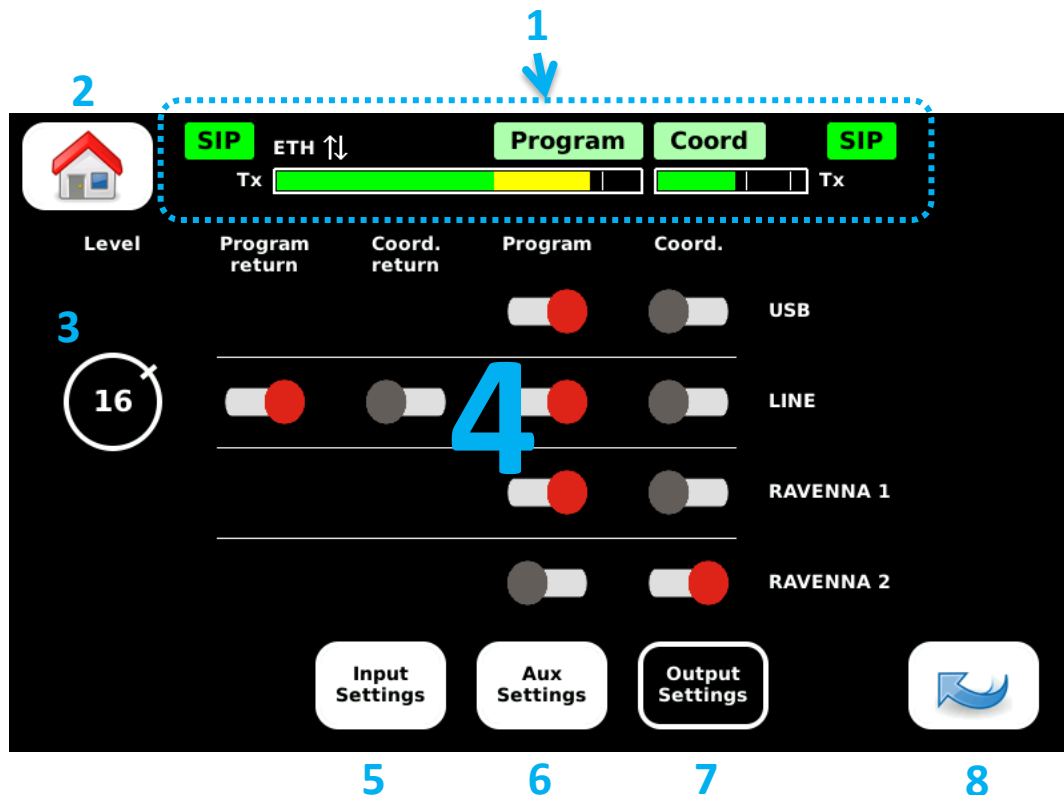 1
2
SIP ETH Program Coord SIP
Tx Tx
Level Program return Coord. return Program Coord.
USB
3
16 4 LINE
RAVENNA 1
RAVENNA 2
Input Settings Aux Settings Output Settings
5 6 7 8